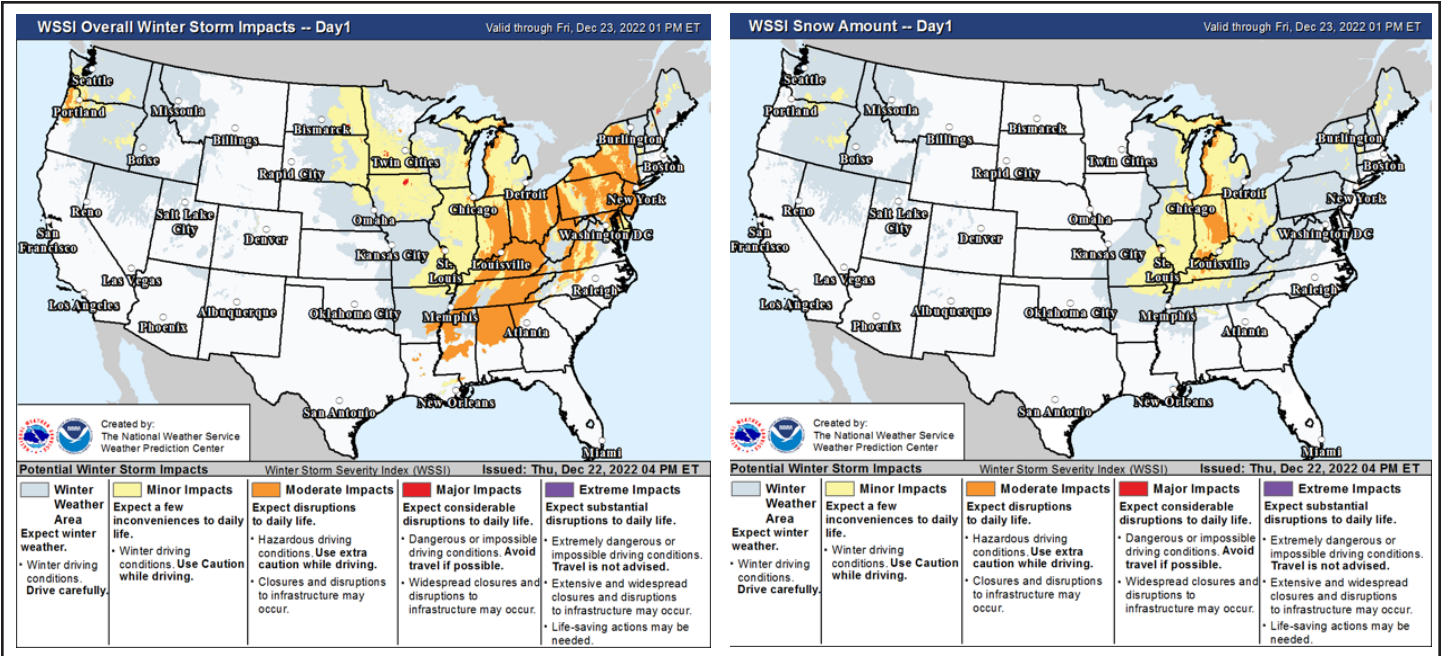 WSSI Overall Winter Storm Impacts -- Day1
Valid through Fri, Dec 23, 2022 01 PM ET
Seattle
Portland
Missoula
Bismarck
Billings
Burlington
Boise
Twin Cities
Boston
Rapid City
Detroit
New York
Reno
Salt Lake
City
Omaha
Chicago
San
Francisco
Denver
Washington DC
Kansas City
St.
Louis
Louisville
Las Vegas
Raleigh
Los Angeles
Albuquerque
Oklahoma City
Memphis
Phoenix
Atlanta
San Antonio
New Orleans
Miami
Created by:
The National Weather Service
Weather Prediction Center
Potential Winter Storm Impacts
Winter Storm Severity Index (WSSI)
Issued: Thu, Dec 22, 2022 04 PM ET
Winter
Weather
Area
Expect winter
weather.
• Winter driving
conditions.
Drive carefully.
Minor Impacts
Expect a few
inconveniences to daily
life.
• Winter driving
conditions. Use Caution
while driving.
Moderate Impacts
Expect disruptions
to daily life.
• Hazardous driving
conditions. Use extra
caution while driving.
• Closures and disruptions
to infrastructure may
occur.
Major Impacts
Expect considerable
disruptions to daily life.
• Dangerous or impossible
driving conditions. Avoid
travel if possible.
• Widespread closures and
disruptions to
infrastructure may occur.
Extreme Impacts
Expect substantial
disruptions to daily life.
• Extremely dangerous or
impossible driving conditions.
Travel is not advised.
• Extensive and widespread
closures and disruptions
to infrastructure may occur.
• Life-saving actions may be
needed.
WSSI Snow Amount -- Day1
Valid through Fri, Dec 23, 2022 01 PM ET
Seattle
Portland
Missoula
Bismarck
Billings
Burlington
Boise
Twin Cities
Boston
Rapid City
Detroit
New York
Reno
Salt Lake
City
Omaha
Chicago
San
Francisco
Denver
Washington DC
Kansas City
St.
Louis
Louisville
Las Vegas
Raleigh
Los Angeles
Albuquerque
Oklahoma City
Memphis
Phoenix
Atlanta
San Antonio
New Orleans
Miami
Created by:
The National Weather Service
Weather Prediction Center
Potential Winter Storm Impacts
Winter Storm Severity Index (WSSI)
Issued: Thu, Dec 22, 2022 04 PM ET
Winter
Weather
Area
Expect winter
weather.
• Winter driving
conditions.
Drive carefully.
Minor Impacts
Expect a few
inconveniences to daily
life.
• Winter driving
conditions. Use Caution
while driving.
Moderate Impacts
Expect disruptions
to daily life.
• Hazardous driving
conditions. Use extra
caution while driving.
• Closures and disruptions
to infrastructure may
occur.
Major Impacts
Expect considerable
disruptions to daily life.
• Dangerous or impossible
driving conditions. Avoid
travel if possible.
• Widespread closures and
disruptions to
infrastructure may occur.
Extreme Impacts
Expect substantial
disruptions to daily life.
• Extremely dangerous or
impossible driving conditions.
Travel is not advised.
• Extensive and widespread
closures and disruptions
to infrastructure may occur.
• Life-saving actions may be
needed.